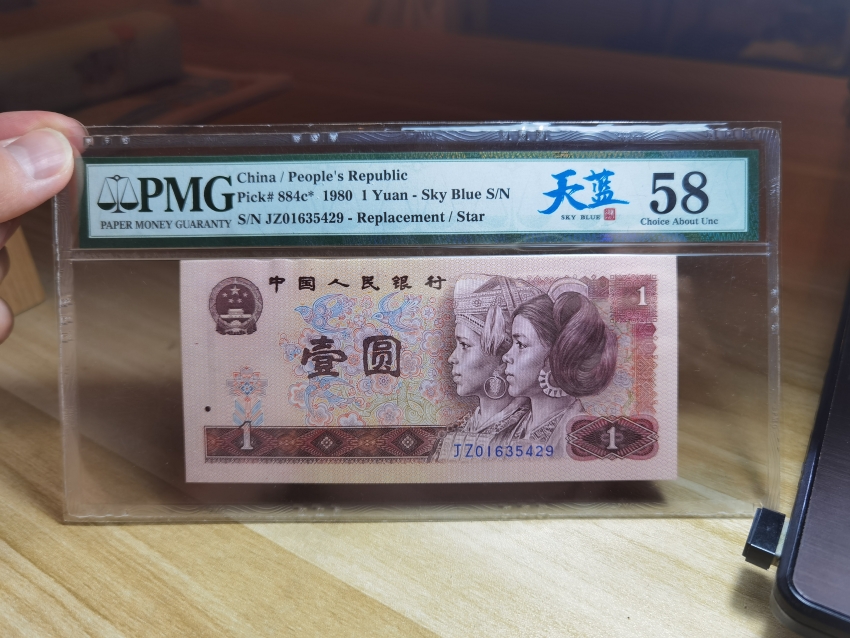 PMG
PAPER MONEY GUARANTY
China / People's Republic
Pick# 884c* 1980 1 Yuan - Sky Blue S/N
S/N JZ01635429 - Replacement / Star
天蓝
SKY BLUE
58
Choice About Unc
中国人民银行
1
壹圆
1
1
JZ01635429